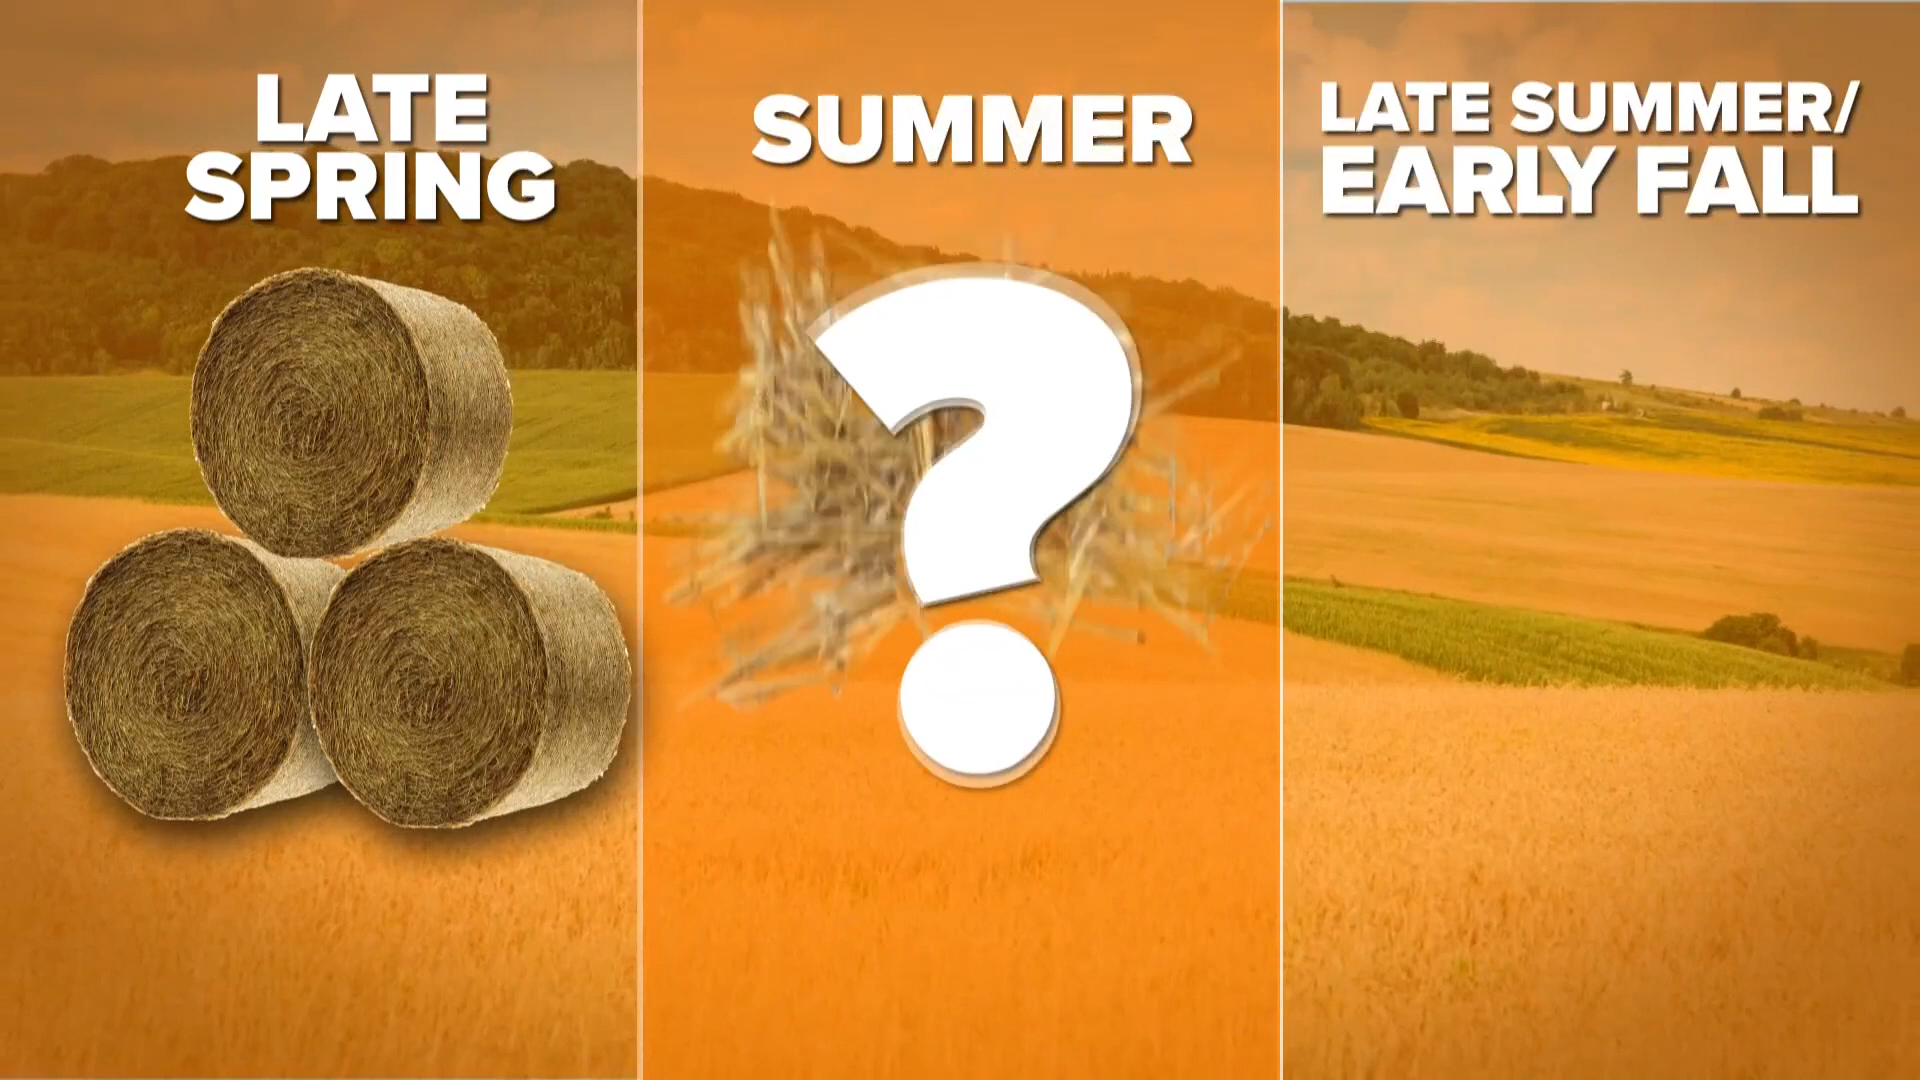 LATE
SPRING
SUMMER
?
LATE SUMMER/
EARLY FALL